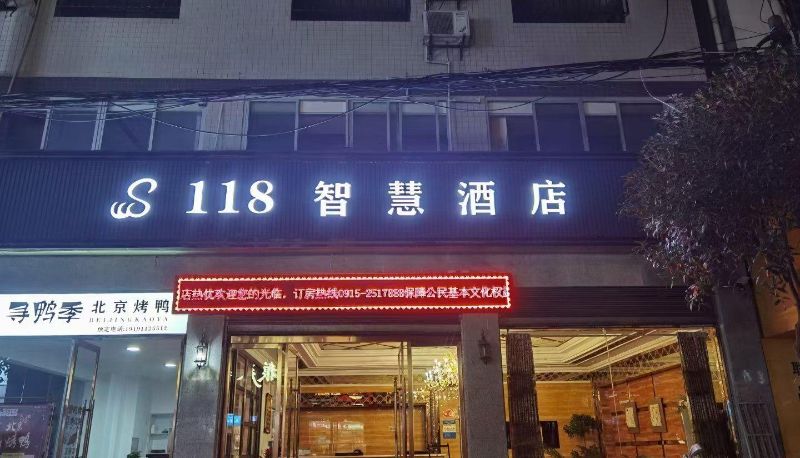 118 智慧酒店
店热忱欢迎您的光临，订房热线0915-2517888保障公民基本文化权益
寻鸭季 北京烤鸭
BEIJINGKAOYA